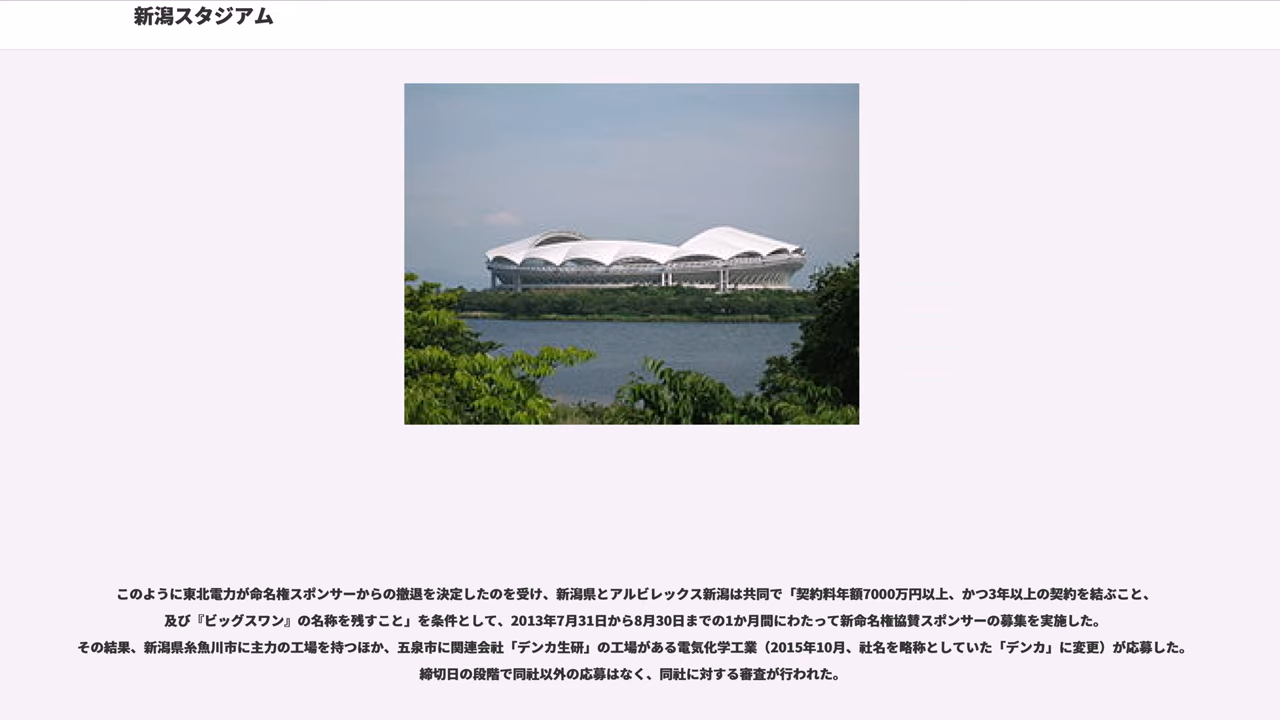 新潟スタジアム
このように東北電力が命名権スポンサーからの撤退を決定したのを受け、新潟県とアルビレックス新潟は共同で「契約料年額7000万円以上、かつ3年以上の契約を結ぶこと、
及び『ビッグスワン』の名称を残すこと」を条件として、2013年7月31日から8月30日までの1か月間にわたって新命名権協賛スポンサーの募集を実施した。
その結果、新潟県糸魚川市に主力の工場を持つほか、五泉市に関連会社「デンカ生研」の工場がある電気化学工業（2015年10月、社名を略称としていた「デンカ」に変更）が応募した。
締切日の段階で同社以外の応募はなく、同社に対する審査が行われた。